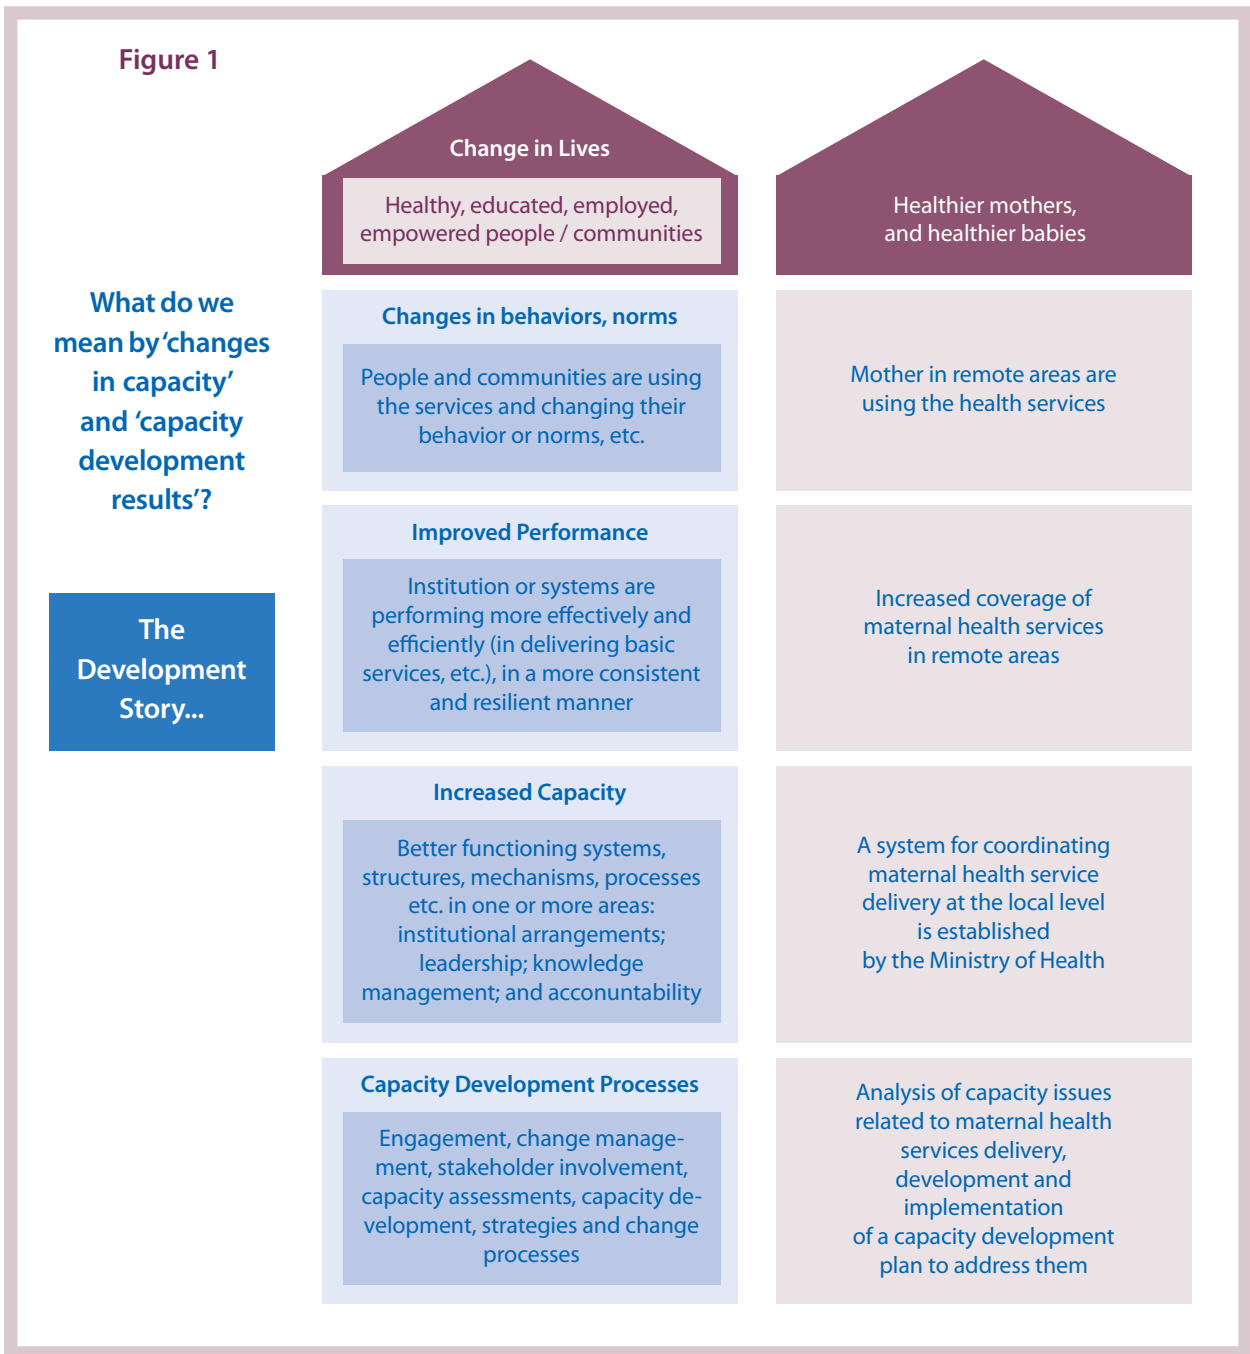 Figure 1
What do we
mean by ‘changes
in capacity’
and ‘capacity
development
results’?
The
Development
Story...
Change in Lives
Healthy, educated, employed,
empowered people / communities
Healthier mothers,
and healthier babies
Changes in behaviors, norms
People and communities are using
the services and changing their
behavior or norms, etc.
Mother in remote areas are
using the health services
Improved Performance
Institution or systems are
performing more effectively and
efficiently (in delivering basic
services, etc.), in a more consistent
and resilient manner
Increased coverage of
maternal health services
in remote areas
Increased Capacity
Better functioning systems,
structures, mechanisms, processes
etc. in one or more areas:
institutional arrangements;
leadership; knowledge
management; and acconuntability
A system for coordinating
maternal health service
delivery at the local level
is established
by the Ministry of Health
Capacity Development Processes
Engagement, change manage-
ment, stakeholder involvement,
capacity assessments, capacity de-
velopment, strategies and change
processes
Analysis of capacity issues
related to maternal health
services delivery,
development and
implementation
of a capacity development
plan to address them